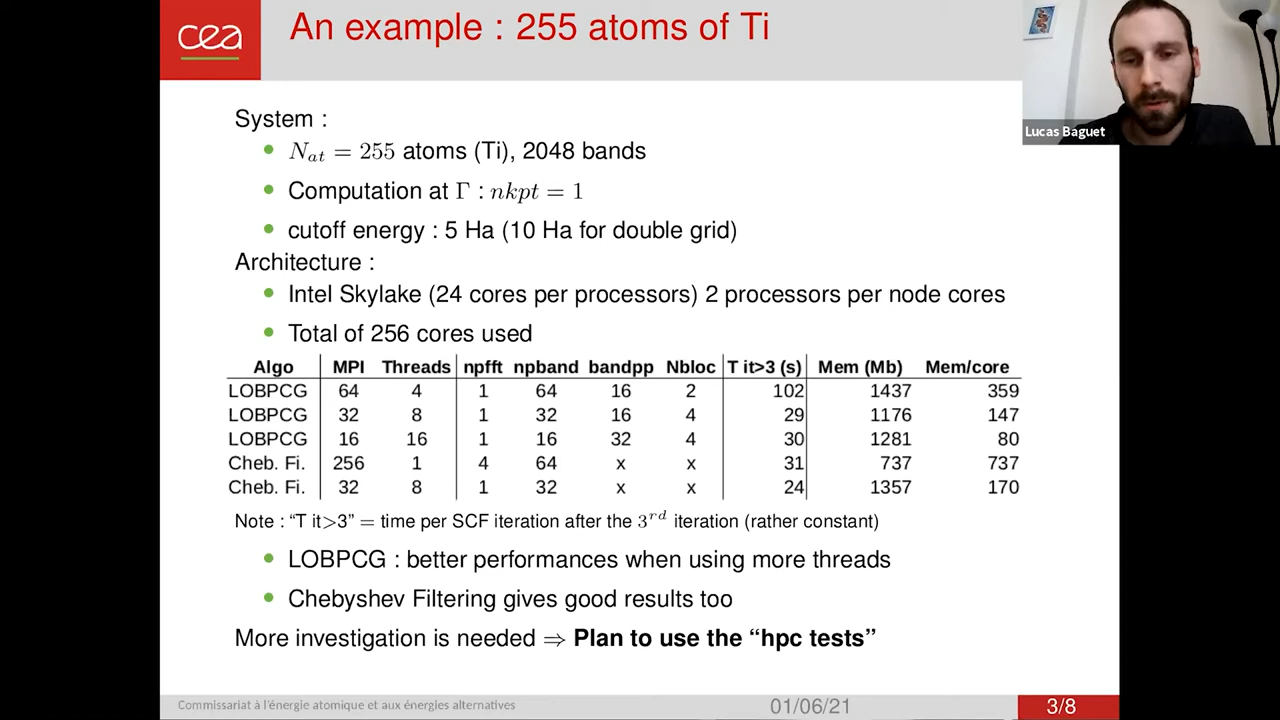 cea
An example : 255 atoms of Ti
Lucas Baguet
System :
N_at = 255 atoms (Ti), 2048 bands
Computation at Γ : nkpt = 1
cutoff energy : 5 Ha (10 Ha for double grid)
Architecture :
Intel Skylake (24 cores per processors) 2 processors per node cores
Total of 256 cores used
Algo MPI Threads npfft npband bandpp Nbloc T it>3 (s) Mem (Mb) Mem/core
LOBPCG 64 4 1 64 16 2 102 1437 359
LOBPCG 32 8 1 32 16 4 29 1176 147
LOBPCG 16 16 1 16 32 4 30 1281 80
Cheb. Fi. 256 1 4 64 x x 31 737 737
Cheb. Fi. 32 8 1 32 x x 24 1357 170
Note : “T it>3” = time per SCF iteration after the 3rd iteration (rather constant)
LOBPCG : better performances when using more threads
Chebyshev Filtering gives good results too
More investigation is needed ⇒ Plan to use the “hpc tests”
Commissariat à l’énergie atomique et aux énergies alternatives
01/06/21
3/8